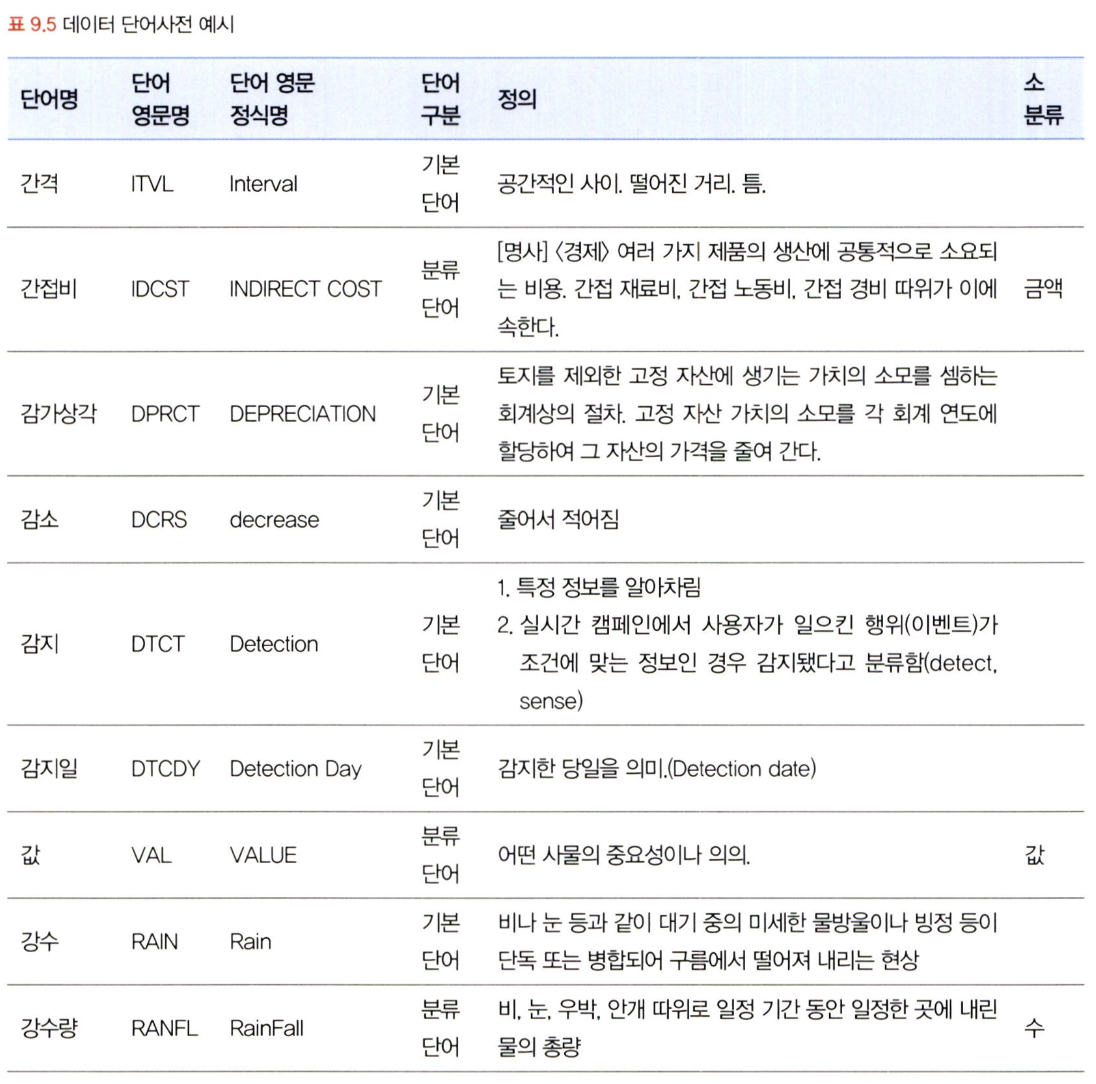 표 9.5 데이터 단어사전 예시
단어명 단어 영문명 단어 영문 정식명 단어 구분 정의 소 분류
간격 ITVL Interval 기본 단어 공간적인 사이. 떨어진 거리. 틈.
간접비 IDCST INDIRECT COST 분류 단어 [명사] 〈경제〉 여러 가지 제품의 생산에 공통적으로 소요되
는 비용. 간접 재료비, 간접 노동비, 간접 경비 따위가 이에 금액
속한다.
감가상각 DPRCT DEPRECIATION 기본 단어 토지를 제외한 고정 자산에 생기는 가치의 소모를 셈하는
회계상의 절차. 고정 자산 가치의 소모를 각 회계 연도에
할당하여 그 자산의 가격을 줄여 간다.
감소 DCRS decrease 기본 단어 줄어서 적어짐
감지 DTCT Detection 기본 단어 1. 특정 정보를 알아차림
2. 실시간 캠페인에서 사용자가 일으킨 행위(이벤트)가
조건에 맞는 정보인 경우 감지됐다고 분류함(detect,
sense)
감지일 DTCDY Detection Day 기본 단어 감지한 당일을 의미.(Detection date)
값 VAL VALUE 분류 단어 어떤 사물의 중요성이나 의의. 값
강수 RAIN Rain 기본 단어 비나 눈 등과 같이 대기 중의 미세한 물방울이나 빙정 등이
단독 또는 병합되어 구름에서 떨어져 내리는 현상
강수량 RANFL RainFall 분류 단어 비, 눈, 우박, 안개 따위로 일정 기간 동안 일정한 곳에 내린 수
물의 총량